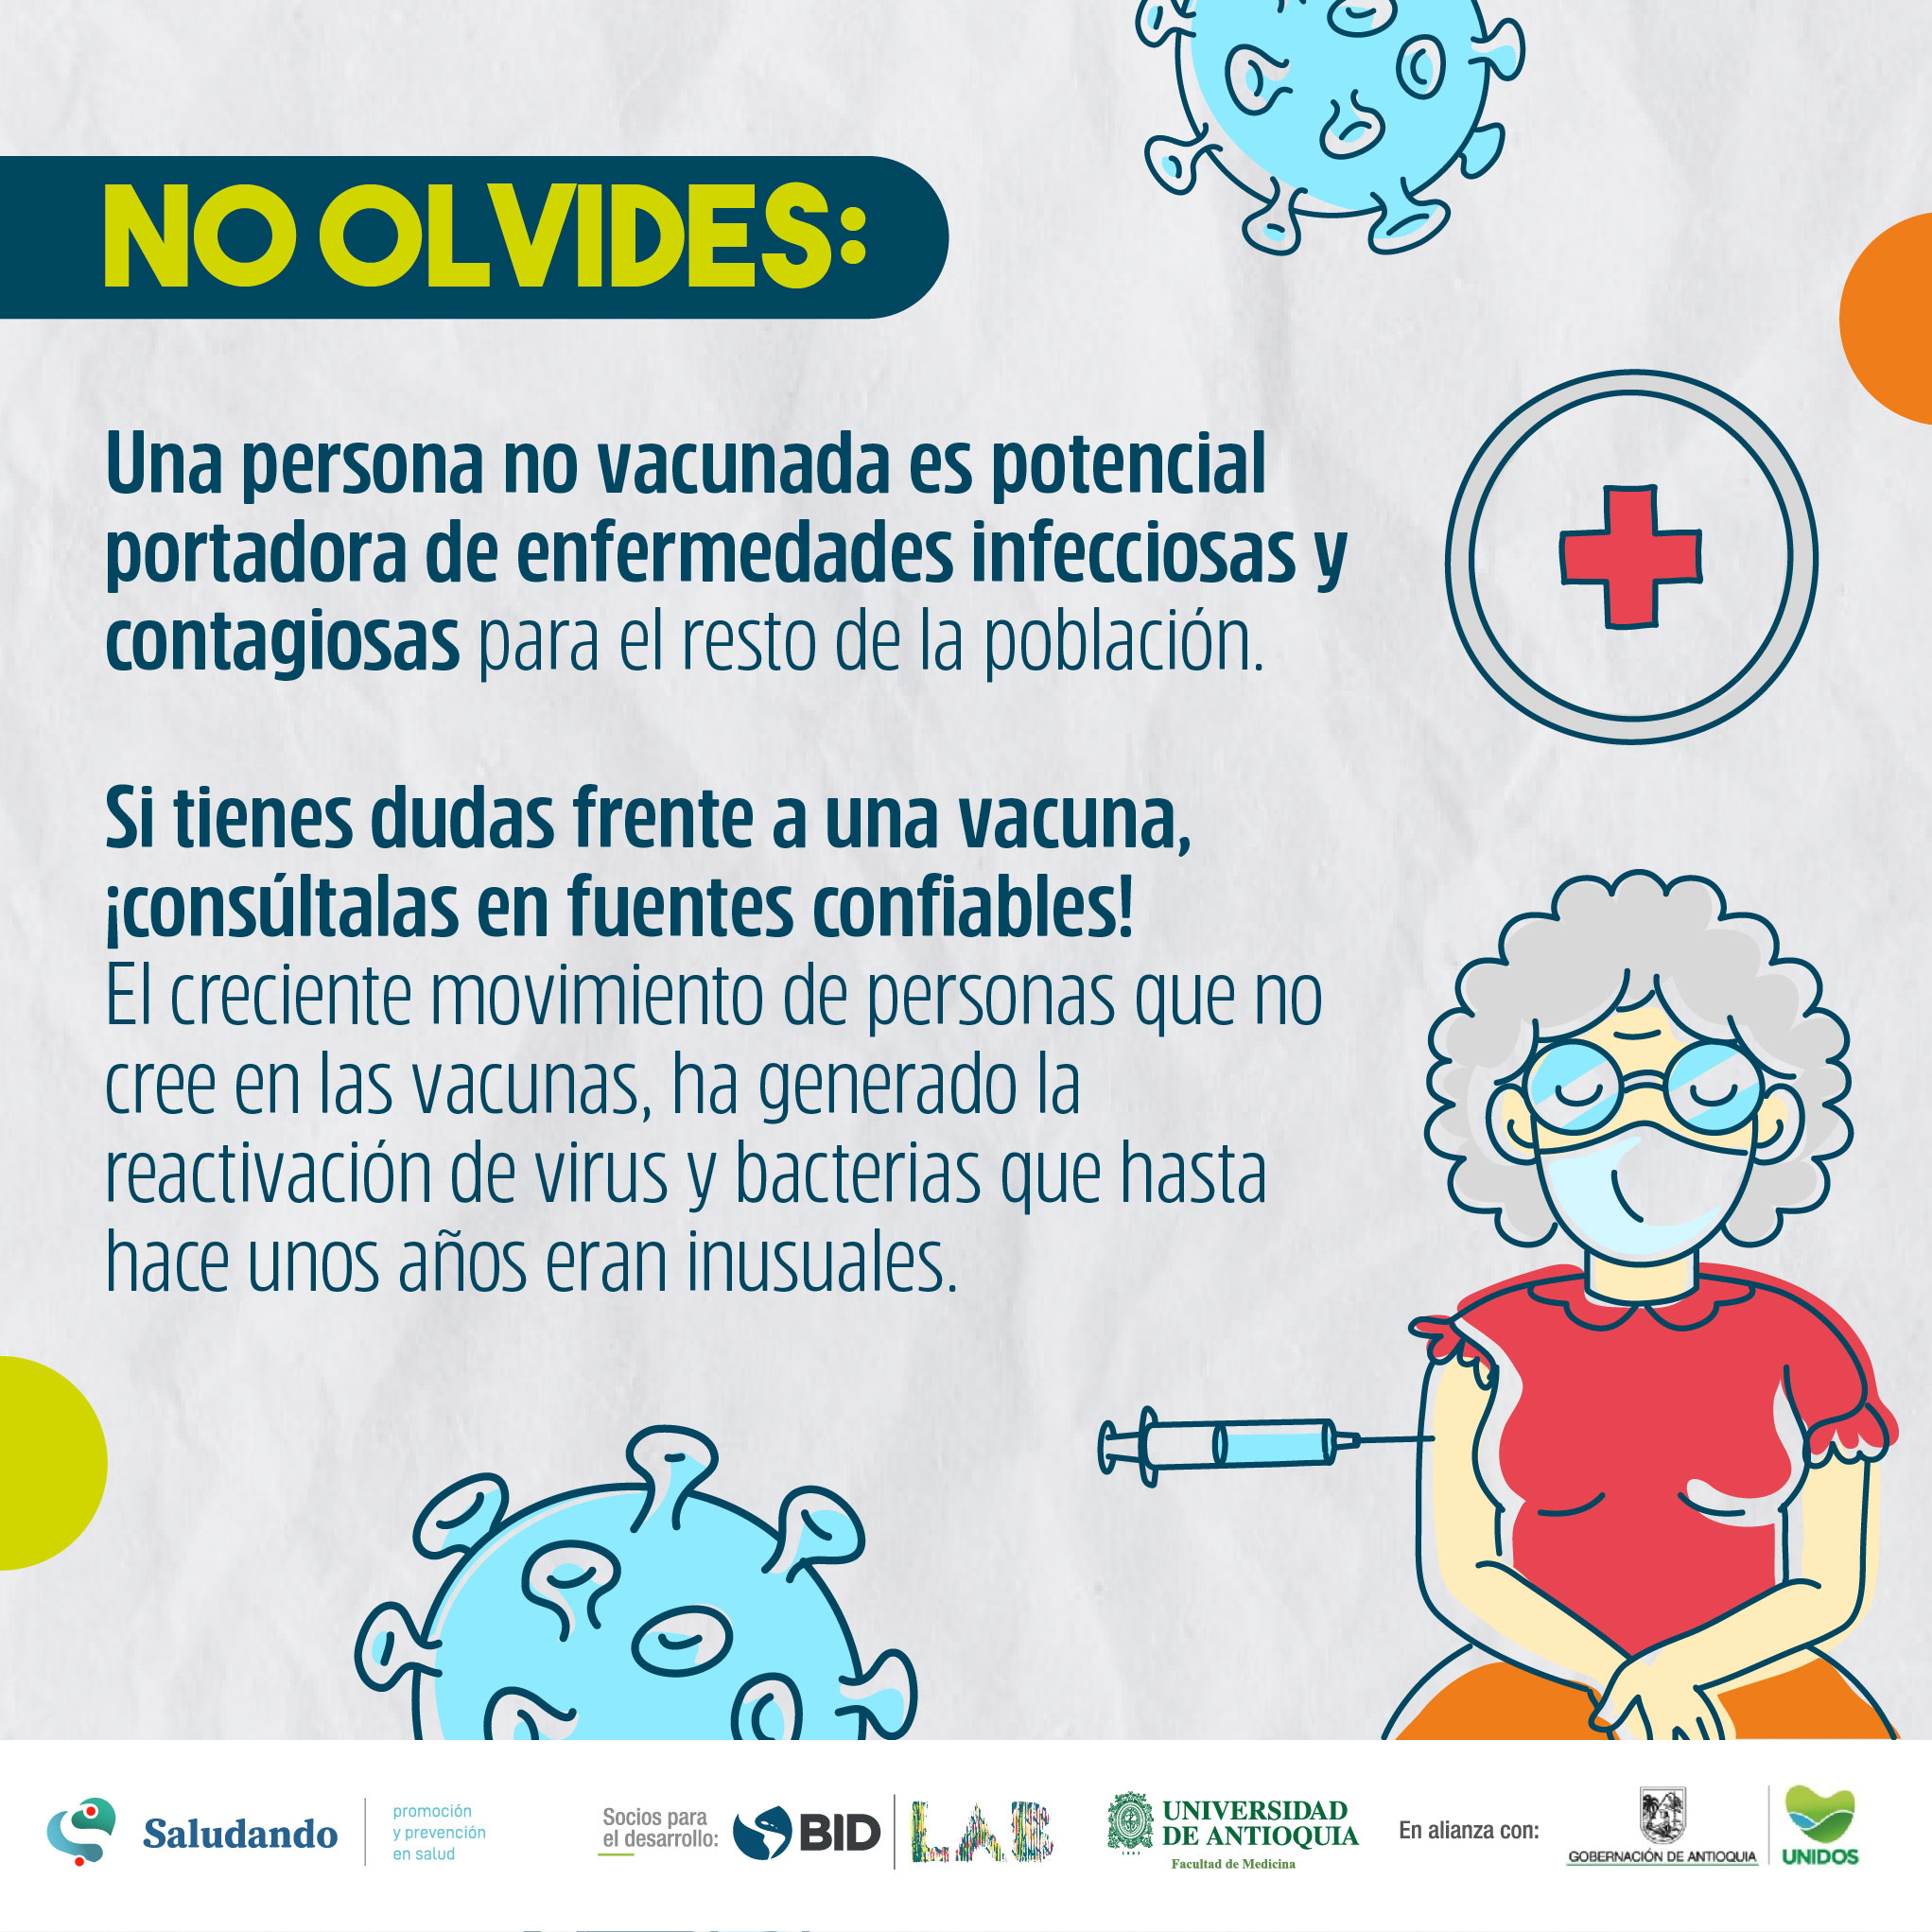 NO OLVIDES:
Una persona no vacunada es potencial
portadora de enfermedades infecciosas y
contagiosas para el resto de la población.
Si tienes dudas frente a una vacuna,
¡consúltalas en fuentes confiables!
El creciente movimiento de personas que no
cree en las vacunas, ha generado la
reactivación de virus y bacterias que hasta
hace unos años eran inusuales.
Saludando
promoción
y prevención
en salud
Socios para
el desarrollo:
BID
LAB
UNIVERSIDAD
DE ANTIOQUIA
Facultad de Medicina
En alianza con:
GOBERNACIÓN DE ANTIOQUIA
UNIDOS